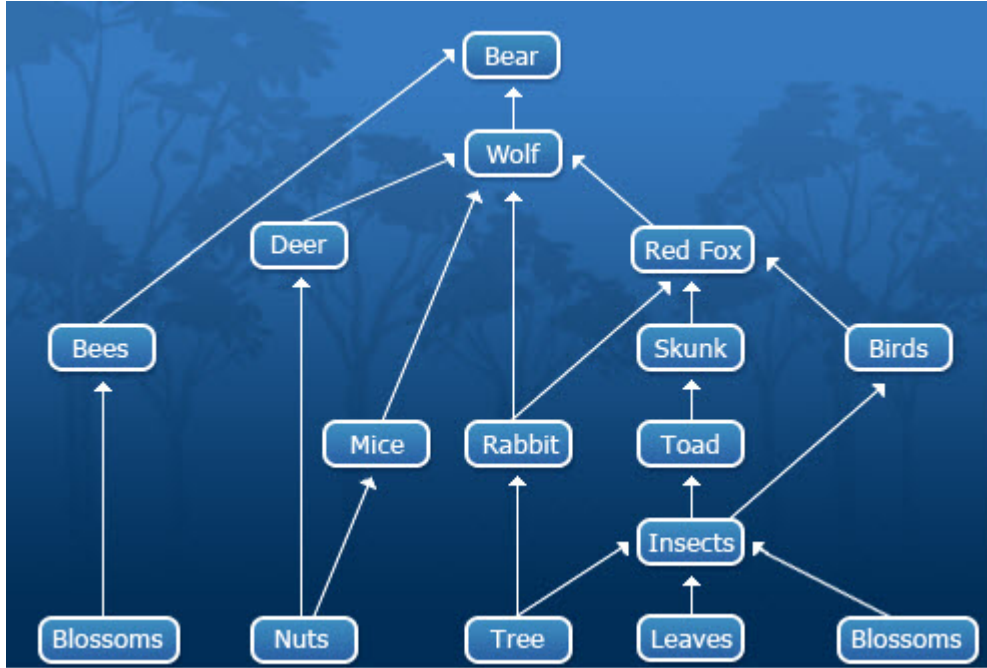 Bear
Wolf
Deer
Red Fox
Bees
Skunk
Birds
Mice
Rabbit
Toad
Insects
Blossoms
Nuts
Tree
Leaves
Blossoms